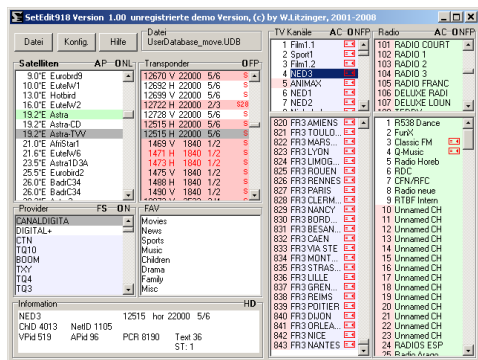 SetEdit918 Version 1.00 unregistrierte demo Version, (c) by W.Litzinger, 2001-2008
Datei
Konfig.
Hilfe
Datei
UserDatabase_move.UDB
Satelliten AP ONL
9.0°E Eurobrd9
10.0°E EutelW1
13.0°E Hotbird
16.0°E EutelW2
19.2°E Astra
19.2°E Astra-CD
19.2°E Astra-TVV
21.0°E AfriStar1
21.6°E EutelW6
23.5°E Astra1D3A
25.5°E Eurobird2
26.0°E BadrC34
26.0°E BadrC34
Transponder OFP
12670 V 22000 5/6 S
12692 H 22000 5/6 S
12699 V 22000 5/6 S
12722 H 22000 2/3 S20
12728 V 22000 5/6 S
12515 H 22000 5/6 S
12515 H 22000 5/6 S
1469 V 1840 1/2 S
1471 H 1840 1/2 S
1473 H 1840 1/2 S
1475 V 1840 1/2 S
1488 H 1840 1/2 S
1490 V 1840 1/2 S
Provider FS ON
CANALDIGITA
DIGITAL+
CTN
TQ10
BOOM
TXY
TQ4
TQ3
FAV
Movies
News
Sports
Music
Children
Drama
Family
Misc
Information HD
NED3 12515 hor 22000 5/6
ChID 4013 NetID 1105
VPid 519 APid 96 PCR 8190 Text 36
ST: 1
TV Kanäle AC ONFP
1 Film1.1
2 Sport1
3 Film1.2
4 NED3
5 ANIMAX
6 NED1
7 NED2
820 FR3 AMIENS
821 FR3 TOULO...
822 FR3 MARS...
823 FR3 LYON
824 FR3 LIMOG...
825 FR3 ROUEN
826 FR3 RENNES
827 FR3 PARIS
828 FR3 CLERM...
829 FR3 NANCY
830 FR3 BORD...
831 FR3 BESAN...
832 FR3 CAEN
833 FR3 VIA STE
834 FR3 MONT...
835 FR3 STRAS...
836 FR3 LILLE
837 FR3 GREN...
838 FR3 REIMS
839 FR3 POITIER
840 FR3 DIJON
841 FR3 ORLEA...
842 FR3 NICE
843 FR3 NANTES
Radio AC ONFP
101 RADIO COURT
102 RADIO 1
103 RADIO 2
104 RADIO 3
105 RADIO FRANC
106 DELUXE RADI
107 DELUXE LOUN
1 R538 Dance
2 FunX
3 Classic FM
4 Q-Music
5 Radio Horeb
6 RDC
7 CFN/RFC
8 Radio neue
9 RTBF Intern
10 Unnamed CH
11 Unnamed CH
12 Unnamed CH
13 Unnamed CH
14 Unnamed CH
15 Unnamed CH
16 Unnamed CH
17 Unnamed CH
18 Unnamed CH
19 Unnamed CH
20 Unnamed CH
21 Unnamed CH
22 Unnamed CH
23 Unnamed CH
24 RADIOS ESP
25 Radio Arago